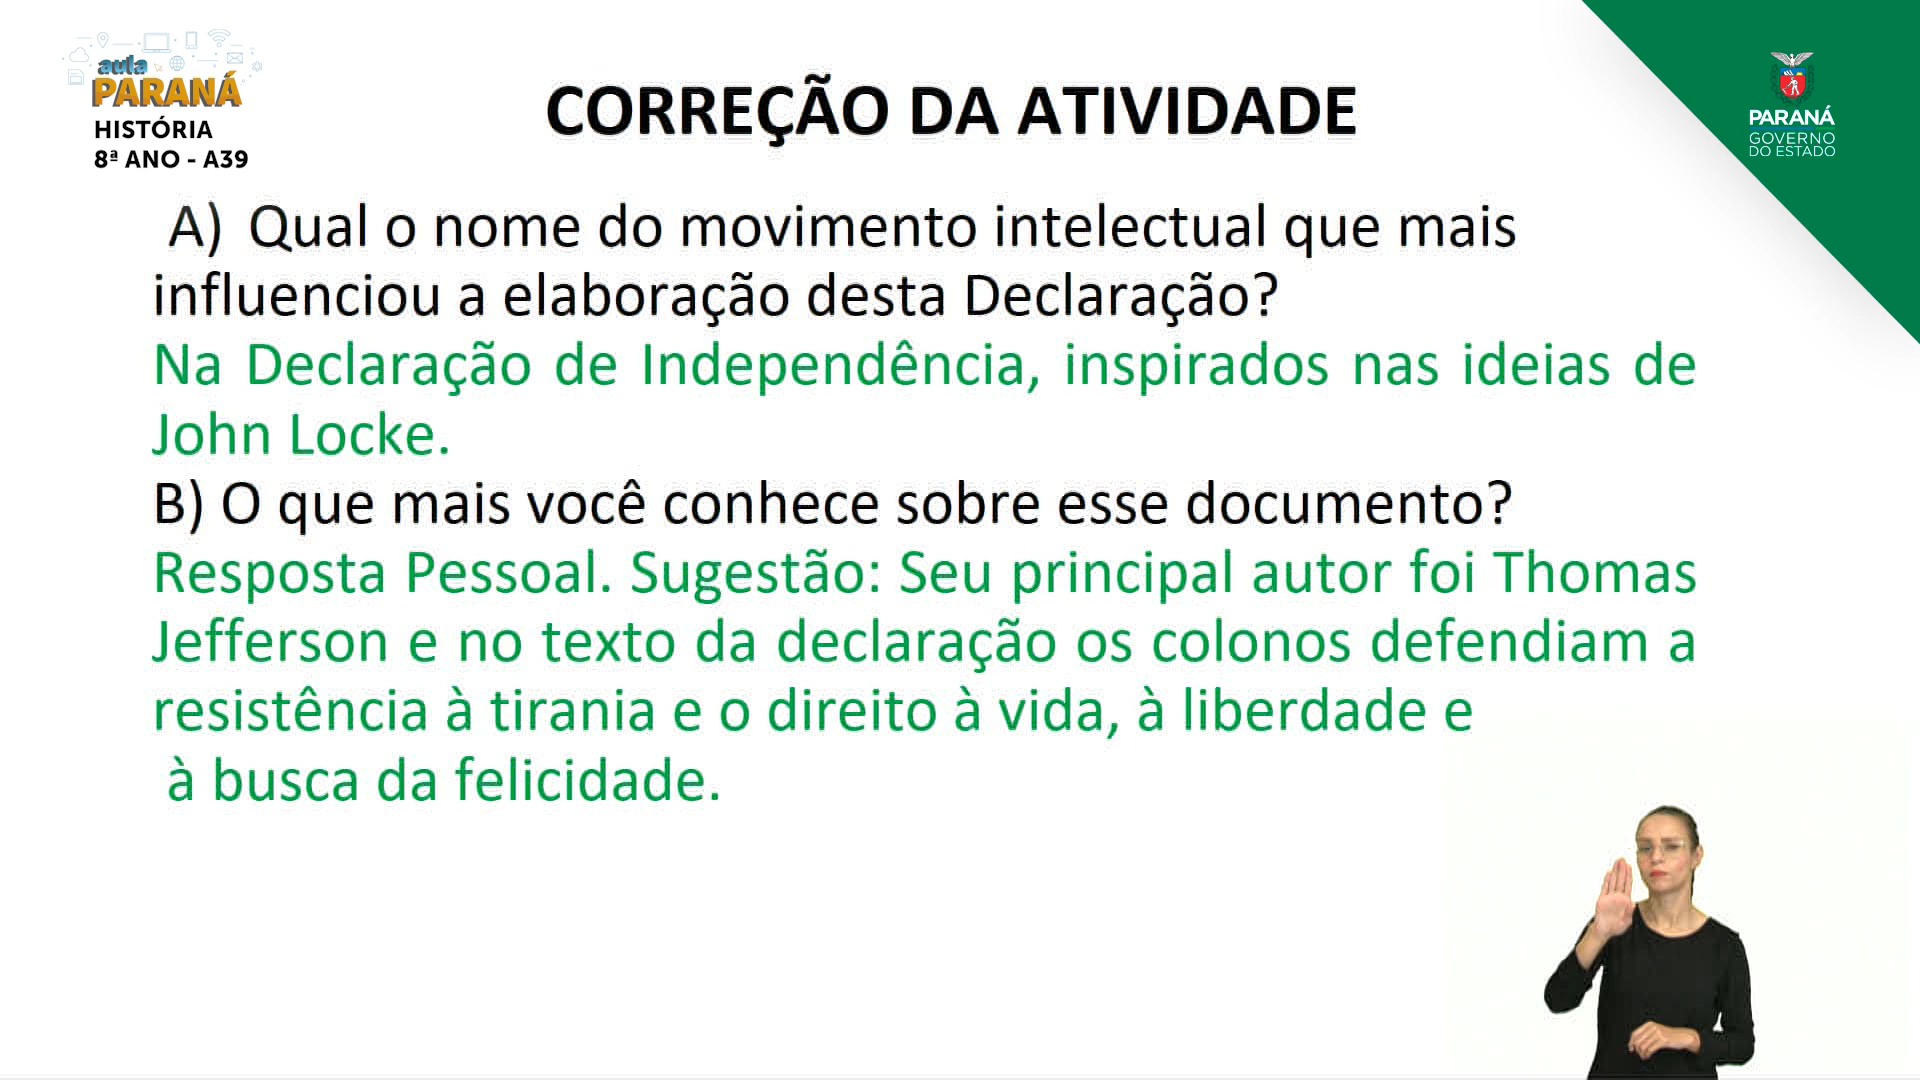 aula
PARANÁ
HISTÓRIA
8ª ANO - A39
CORREÇÃO DA ATIVIDADE
PARANÁ
GOVERNO
DO ESTADO
A) Qual o nome do movimento intelectual que mais
influenciou a elaboração desta Declaração?
Na Declaração de Independência, inspirados nas ideias de
John Locke.
B) O que mais você conhece sobre esse documento?
Resposta Pessoal. Sugestão: Seu principal autor foi Thomas
Jefferson e no texto da declaração os colonos defendiam a
resistência à tirania e o direito à vida, à liberdade e
à busca da felicidade.